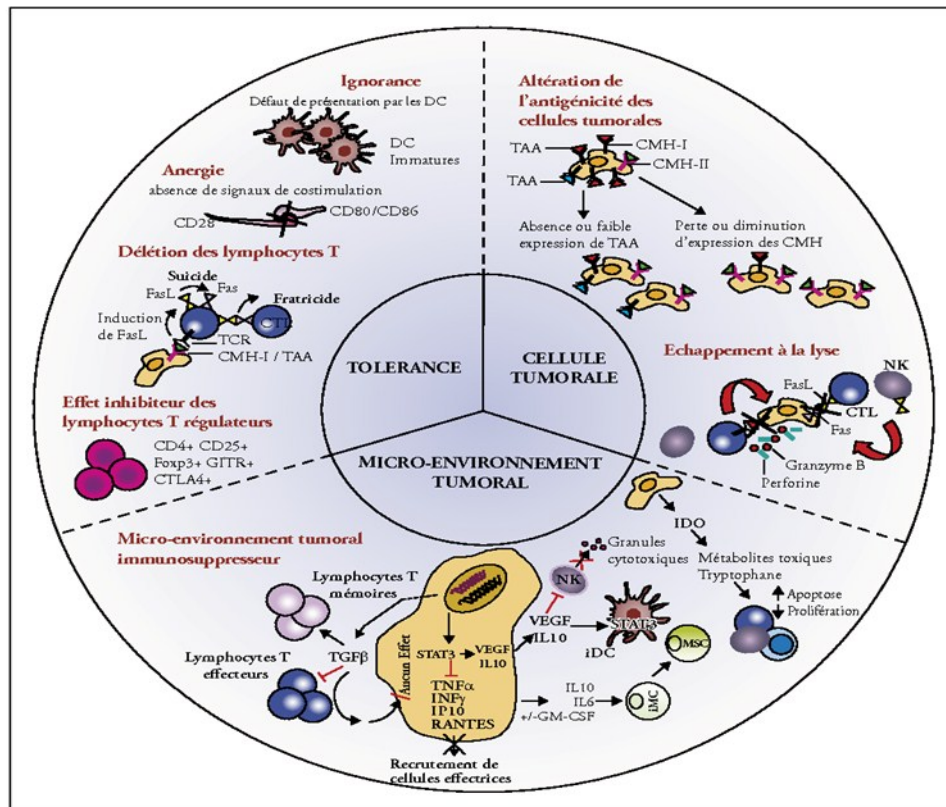 Ignorance
Défaut de présentation par les DC
DC
Immatures
Anergie
absence de signaux de costimulation
CD28
CD80/CD86
Délétion des lymphocytes T
Suicide
FasL
Fas
Fratricide
CTL
Induction
de FasL
TCR
CMH-I / TAA
Effet inhibiteur des
lymphocytes T régulateurs
CD4+ CD25+
Foxp3+ GITR+
CTLA4+
Altération de
l'antigénicité des
cellules tumorales
TAA
CMH-I
CMH-II
TAA
Absence ou faible
expression de TAA
Perte ou diminution
d'expression des CMH
Echappement à la lyse
NK
FasL
CTL
Fas
Granzyme B
Perforine
TOLERANCE
CELLULE
TUMORALE
MICRO-ENVIRONNEMENT
TUMORAL
Micro-environnement tumoral
immunosuppresseur
Lymphocytes T
mémoires
TGFβ
Lymphocytes T
effecteurs
Aucun Effet
STAT3
VEGF
IL10
TNFα
INFγ
IP10
RANTES
Recrutement de
cellules effectrices
NK
Granules
cytotoxiques
VEGF
IL10
STAT3
iDC
IL10
IL6
+/-GM-CSF
iMC
MSC
IDO
Métabolites toxiques
Tryptophane
Apoptose
Prolifération